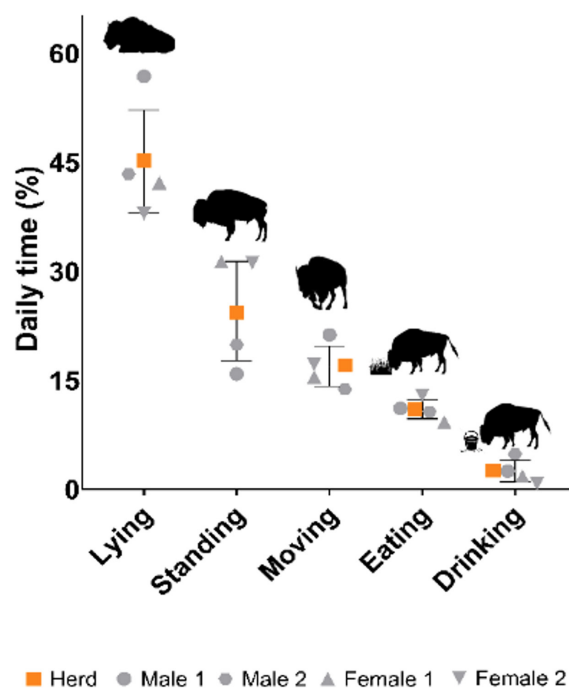 Daily time (%)
60
45
30
15
0
Lying
Standing
Moving
Eating
Drinking
Herd Male 1 Male 2 Female 1 Female 2